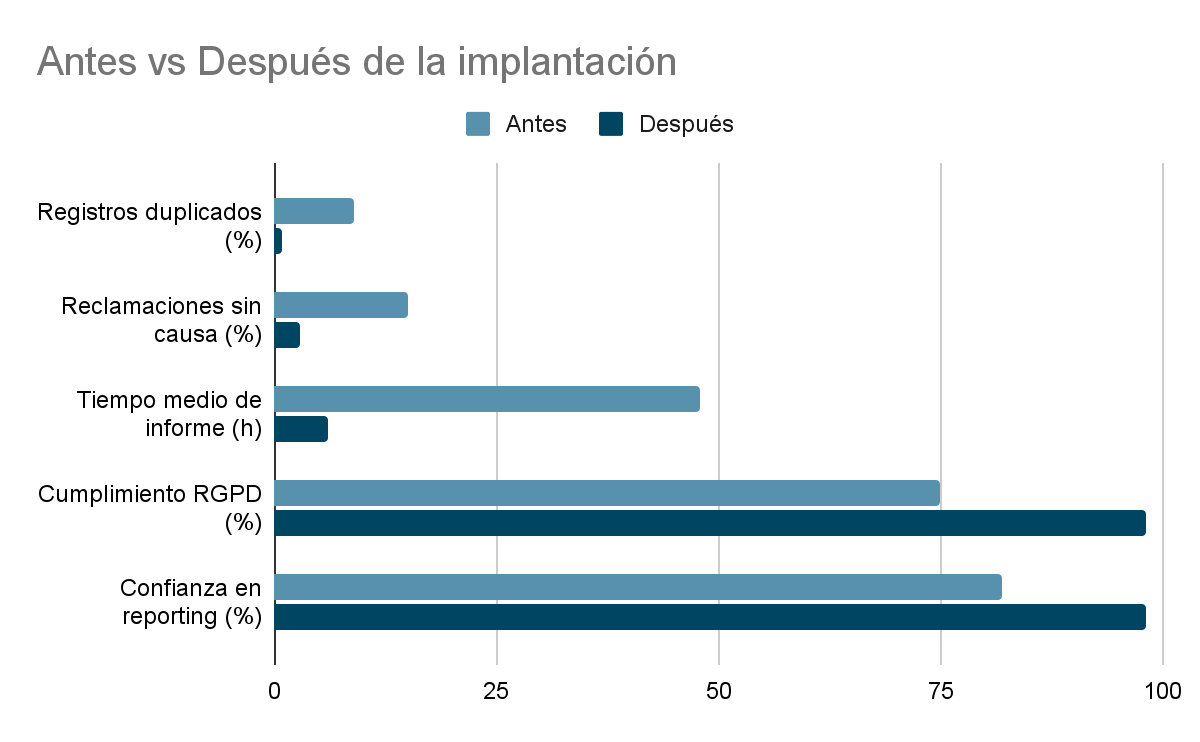 Antes vs Después de la implantación
Antes
Después
Registros duplicados
(%)
Reclamaciones sin
causa (%)
Tiempo medio de
informe (h)
Cumplimiento RGPD
(%)
Confianza en
reporting (%)
0
25
50
75
100